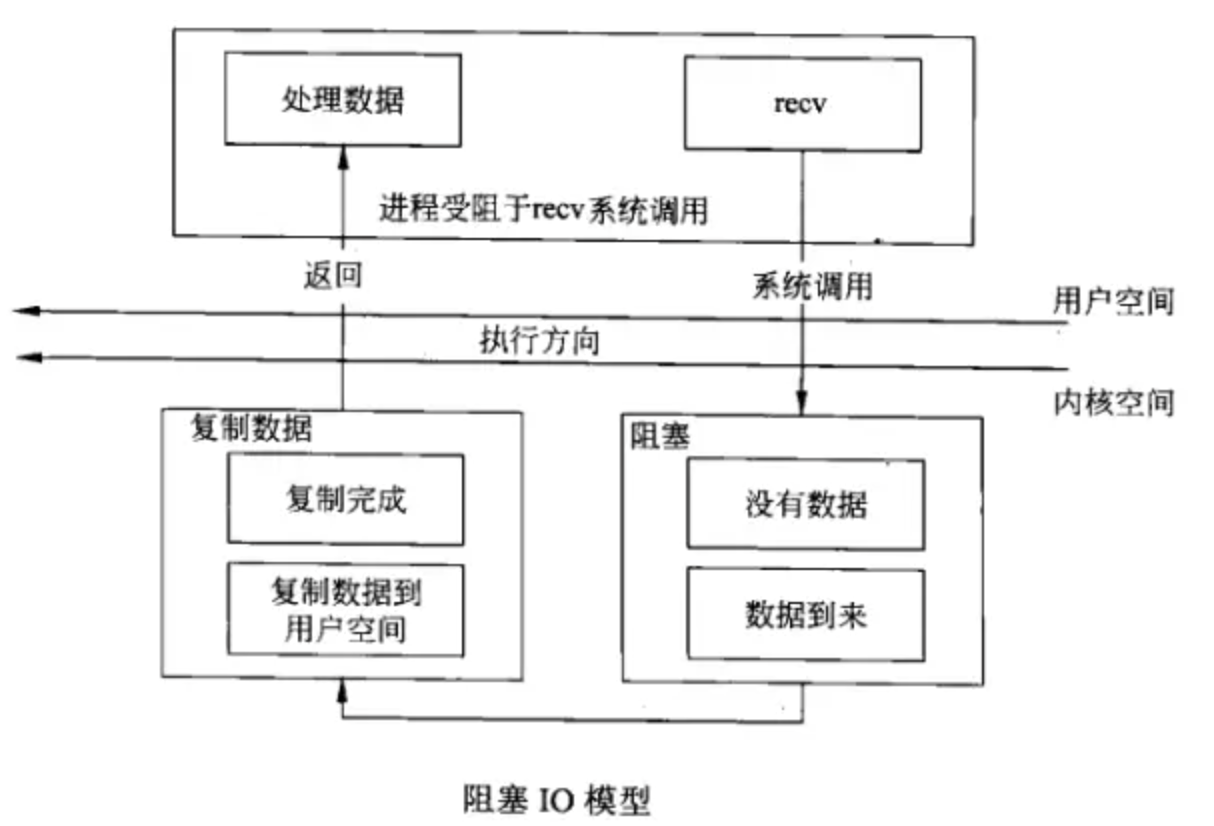 处理数据
recv
进程受阻于recv系统调用
返回
系统调用
用户空间
执行方向
内核空间
复制数据
阻塞
复制完成
没有数据
复制数据到
用户空间
数据到来
阻塞 IO 模型